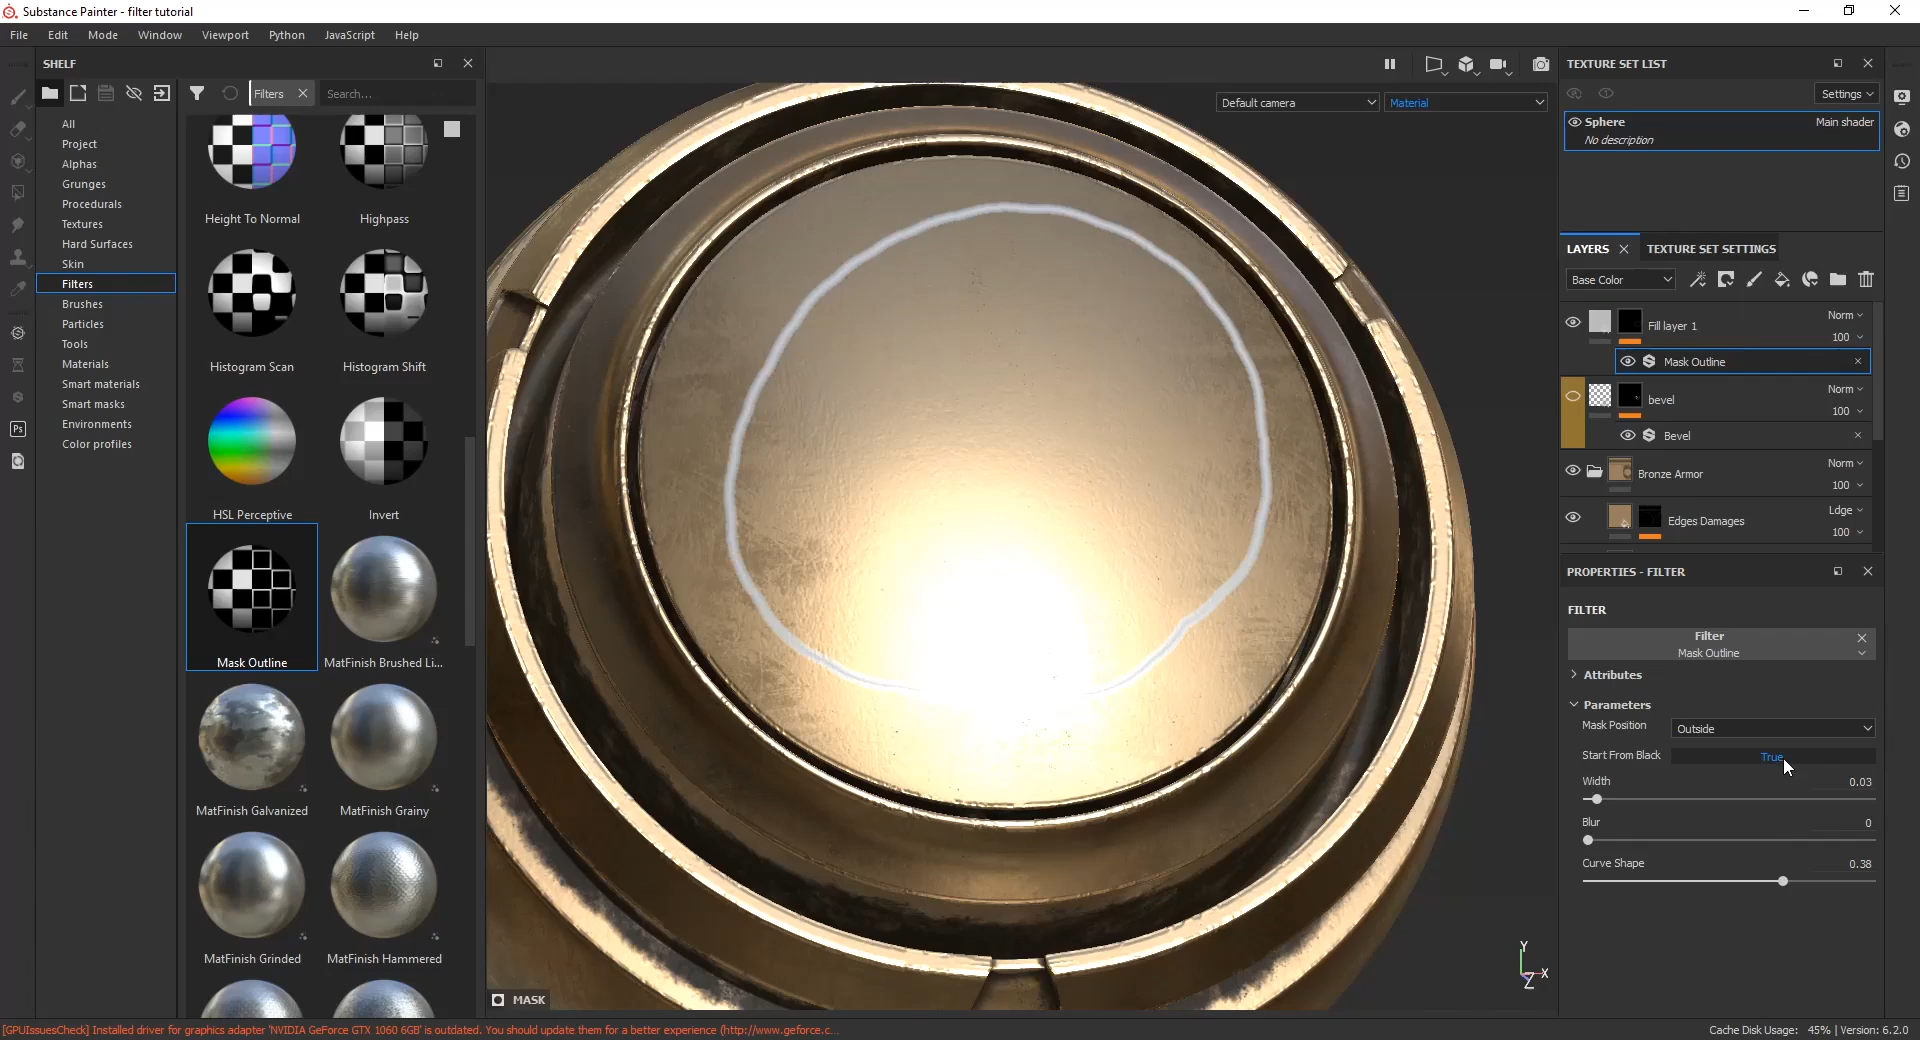 Substance Painter - filter tutorial
File Edit Mode Window Viewport Python JavaScript Help
SHELF
Filters
Search...
All
Project
Alphas
Grunges
Procedurals
Textures
Hard Surfaces
Skin
Filters
Brushes
Particles
Tools
Materials
Smart materials
Smart masks
Environments
Color profiles
Ps
Height To Normal Highpass
Histogram Scan Histogram Shift
HSL Perceptive Invert
Mask Outline MatFinish Brushed Li...
MatFinish Galvanized MatFinish Grainy
MatFinish Grinded MatFinish Hammered
Default camera Material
MASK
Y
X
Z
TEXTURE SET LIST
Settings
Sphere Main shader
No description
LAYERS TEXTURE SET SETTINGS
Base Color
Fill layer 1 Norm
100
Mask Outline
bevel Norm
100
Bevel
Bronze Armor Norm
100
Edges Damages Ldge
100
PROPERTIES - FILTER
FILTER
Filter
Mask Outline
Attributes
Parameters
Mask Position Outside
Start From Black True
Width 0.03
Blur 0
Curve Shape 0.38
[GPUIssuesCheck] Installed driver for graphics adapter 'NVIDIA GeForce GTX 1060 6GB' is outdated. You should update them for a better experience (http://www.geforce.c...
Cache Disk Usage: 45% | Version: 6.2.0